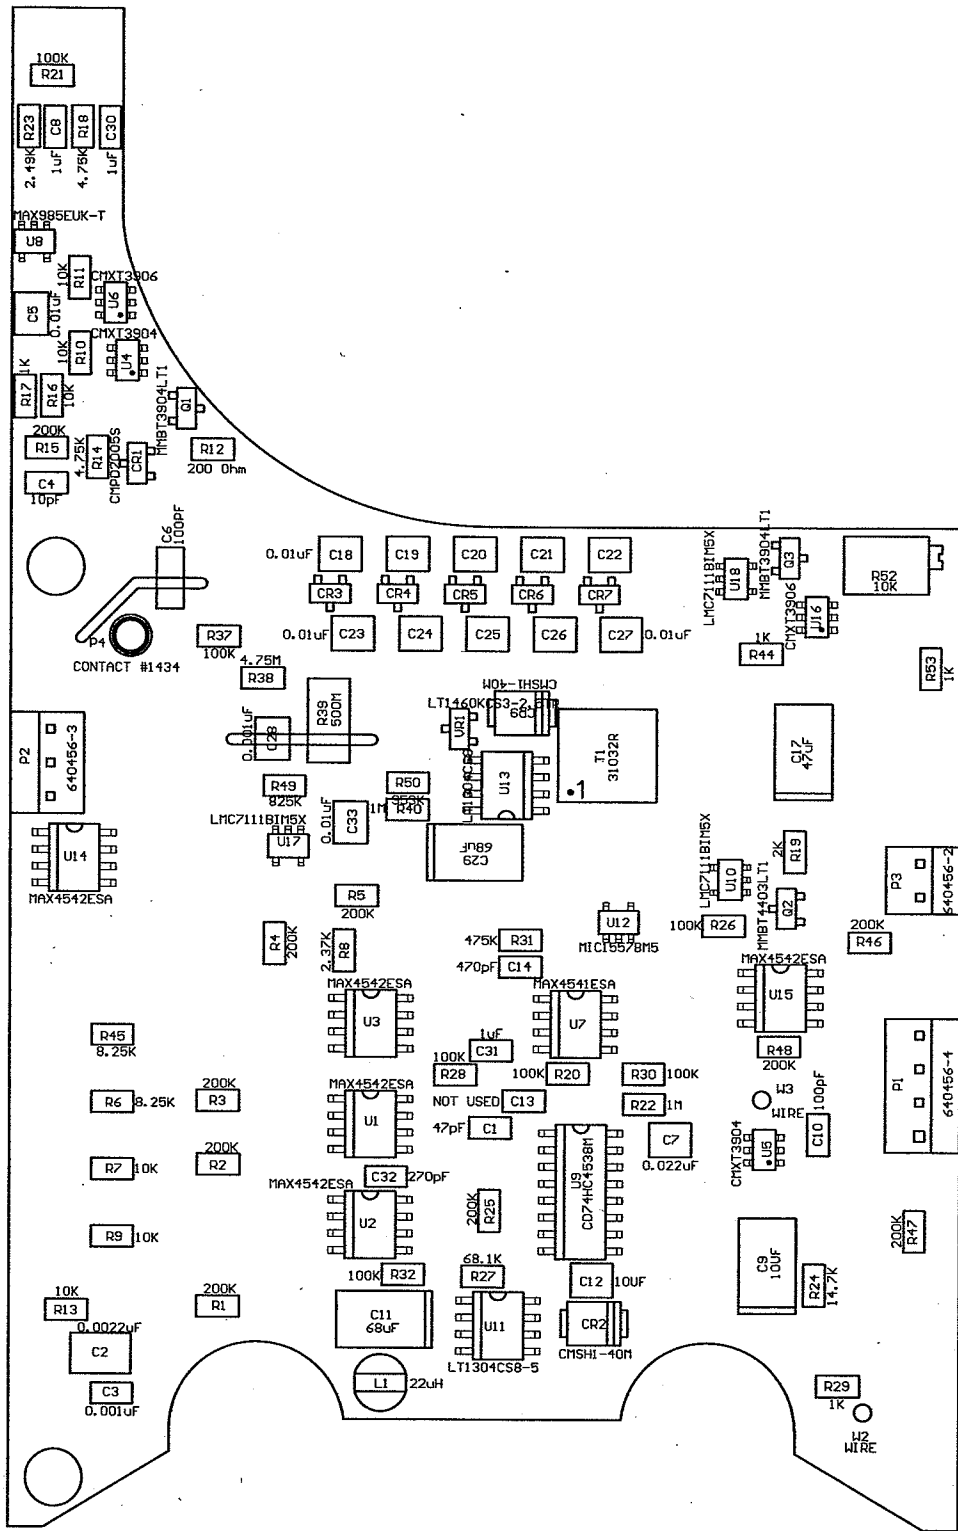 100K
R21
R23
C8
R18
C30
2.49K
1uF
4.75K
1uF
MAX985EUK-T
U8
10K
R11
CMXT3906
U6
C5
0.01uF
CMXT3904
10K
R10
U4
1K
R17
R16
10K
MMBT3904LT1
Q1
200K
R15
4.75K
R14
CMPD2005S
CR1
R12
200 Ohm
C4
10pF
C6
100PF
0.01uF
C18
C19
C20
C21
C22
CR3
CR4
CR5
CR6
CR7
0.01uF
C23
C24
C25
C26
C27
0.01uF
LMC7111BIM5X
U18
MMBT3904LT1
Q3
R52
10K
CMXT3906
U16
1K
R44
R53
1K
P4
CONTACT #1434
R37
100K
4.75M
R38
R39
500M
0.001uF
C28
CMSH1-40M
LT1460KCS3-2.5TR
CR9
VR1
T1
31032R
1
C17
47uF
P2
640456-3
R49
825K
R50
953K
1M
R40
U13
LMC7111BIM5X
U17
0.01uF
C33
C29
68uF
U14
MAX4542ESA
2K
R19
LMC7111BIM5X
U10
MMBT4403LT1
Q2
P3
640456-2
R5
200K
R4
200K
2.37K
R8
U12
MIC1557BM5
100K
R26
200K
R46
475K
R31
470pF
C14
MAX4542ESA
U3
MAX4541ESA
U7
MAX4542ESA
U15
R48
200K
R45
8.25K
1uF
C31
100K
R28
100K
R20
R30
100K
R6
8.25K
200K
R3
MAX4542ESA
U1
NOT USED
C13
R22
1M
47pF
C1
C7
0.022uF
W3
WIRE
100pF
C10
CMXT3904
U5
P1
640456-4
R7
10K
200K
R2
C32
270pF
MAX4542ESA
U2
U9
CD74HC4538M
200K
R25
R9
10K
200K
R47
100K
R32
68.1K
R27
C12
10UF
C9
10UF
R24
14.7K
10K
R13
200K
R1
C11
68uF
U11
LT1304CS8-5
CR2
CMSH1-40M
0.0022uF
C2
C3
0.001uF
L1
22uH
R29
1K
W2
WIRE